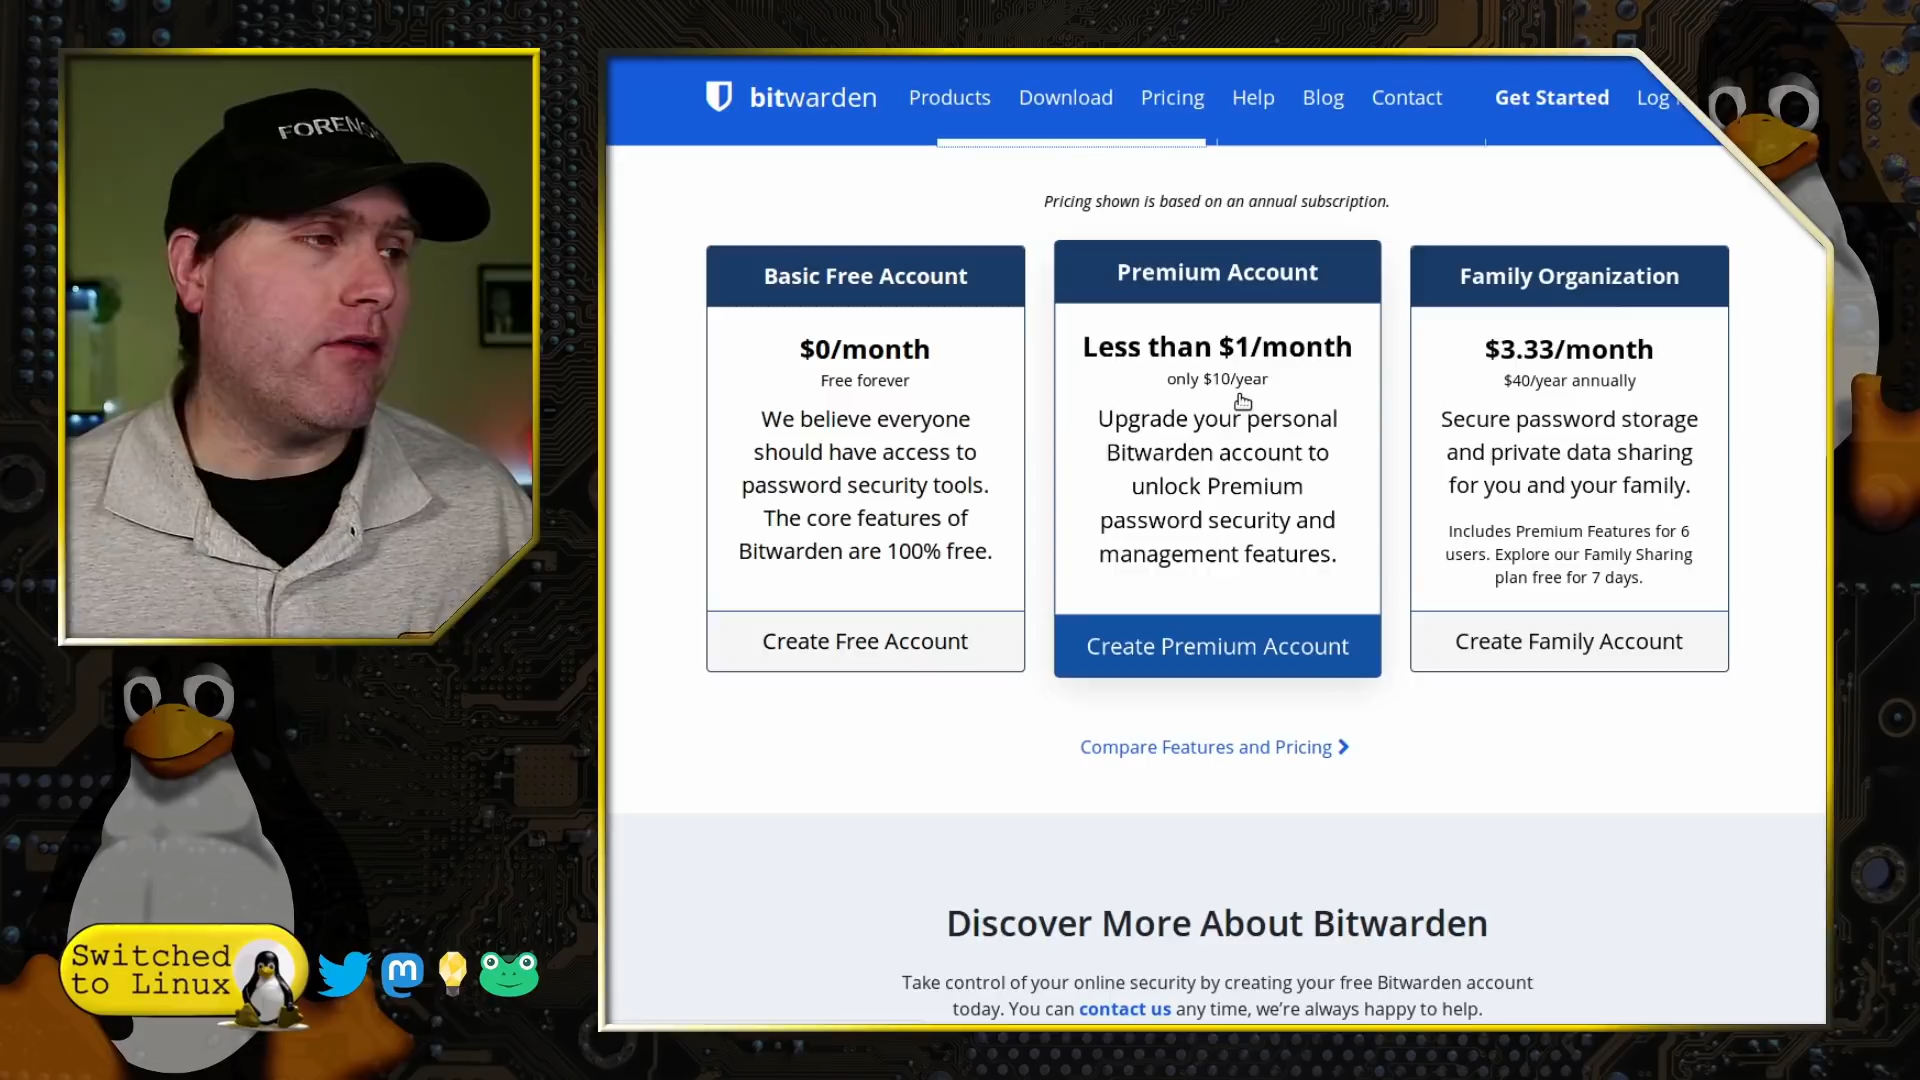 FOREN
bitwarden Products Download Pricing Help Blog Contact Get Started Log
Pricing shown is based on an annual subscription.
Basic Free Account
$0/month
Free forever
We believe everyone
should have access to
password security tools.
The core features of
Bitwarden are 100% free.
Create Free Account
Premium Account
Less than $1/month
only $10/year
Upgrade your personal
Bitwarden account to
unlock Premium
password security and
management features.
Create Premium Account
Family Organization
$3.33/month
$40/year annually
Secure password storage
and private data sharing
for you and your family.
Includes Premium Features for 6
users. Explore our Family Sharing
plan free for 7 days.
Create Family Account
Compare Features and Pricing
Discover More About Bitwarden
Take control of your online security by creating your free Bitwarden account
today. You can contact us any time, we’re always happy to help.
Switched
to Linux
m